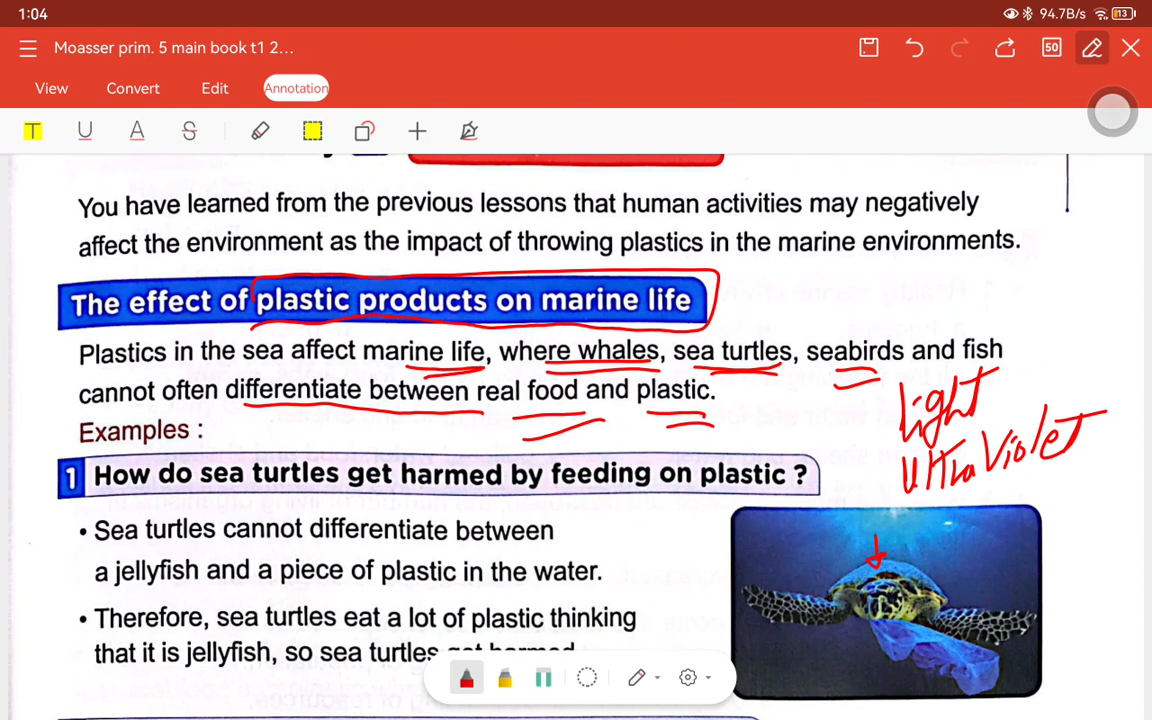 1:04
94.7B/s
13
Moasser prim. 5 main book t1 2...
50
View Convert Edit Annotation
T U A S
You have learned from the previous lessons that human activities may negatively
affect the environment as the impact of throwing plastics in the marine environments.
The effect of plastic products on marine life
Plastics in the sea affect marine life, where whales, sea turtles, seabirds and fish
cannot often differentiate between real food and plastic.
light
Ultra Violet
Examples :
1 How do sea turtles get harmed by feeding on plastic ?
• Sea turtles cannot differentiate between
a jellyfish and a piece of plastic in the water.
• Therefore, sea turtles eat a lot of plastic thinking
that it is jellyfish, so sea turtles get harmed